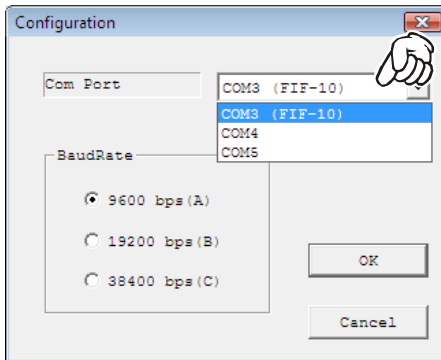 Configuration
Com Port
COM3 (FIF-10)
COM3 (FIF-10)
COM4
COM5
BaudRate
9600 bps(A)
19200 bps(B)
38400 bps(C)
OK
Cancel